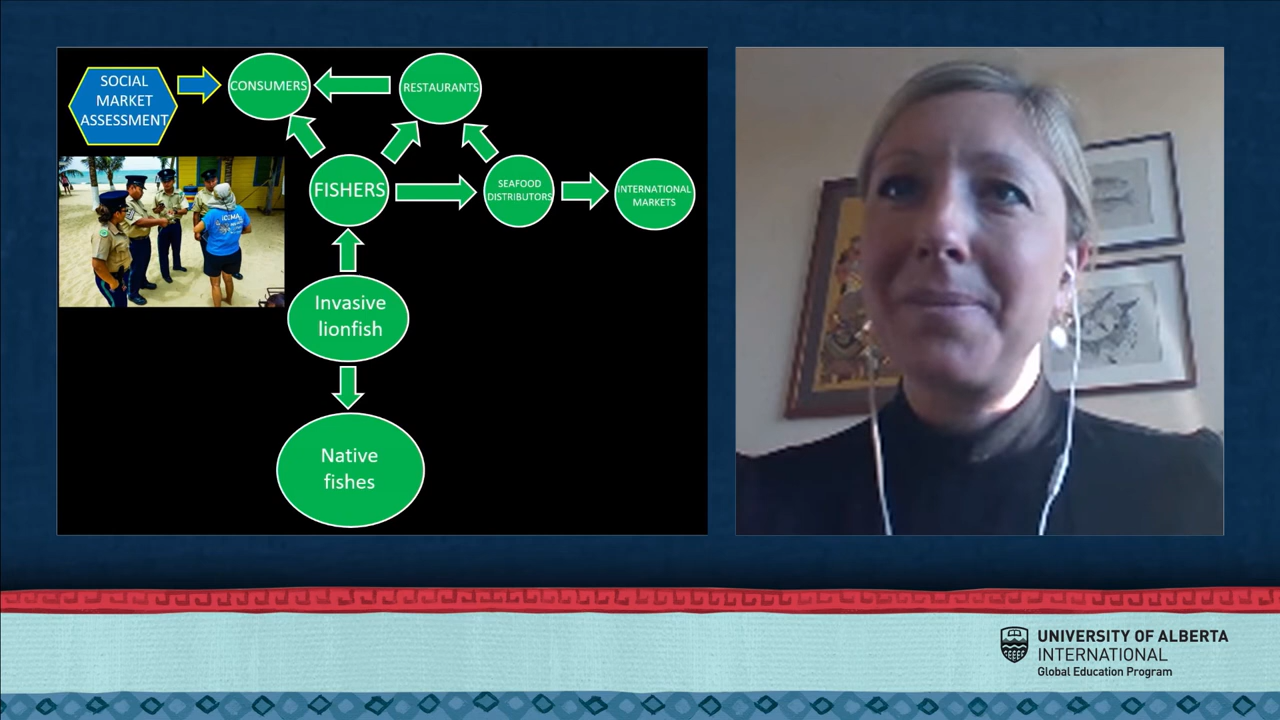 SOCIAL
MARKET
ASSESSMENT
CONSUMERS
RESTAURANTS
FISHERS
SEAFOOD
DISTRIBUTORS
INTERNATIONAL
MARKETS
Invasive
lionfish
Native
fishes
UNIVERSITY OF ALBERTA
INTERNATIONAL
Global Education Program